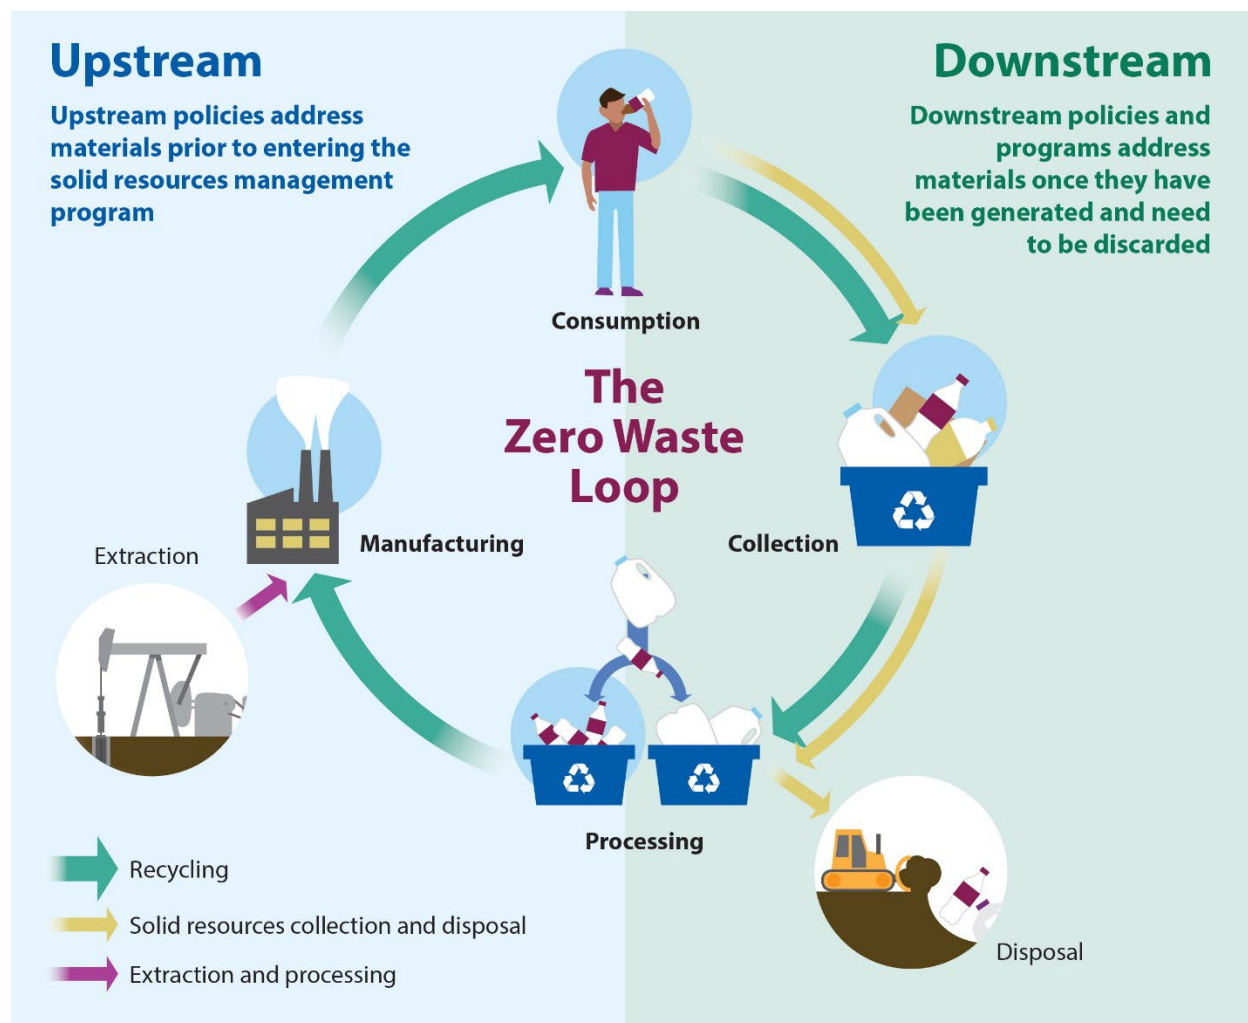 Upstream
Upstream policies address
materials prior to entering the
solid resources management
program
Downstream
Downstream policies and
programs address
materials once they have
been generated and need
to be discarded
Consumption
The
Zero Waste
Loop
Manufacturing
Collection
Extraction
Processing
Disposal
Recycling
Solid resources collection and disposal
Extraction and processing